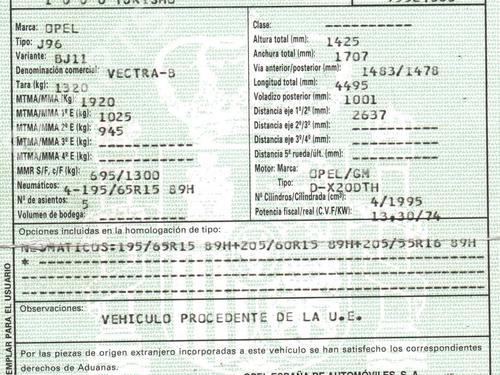 Marca: OPEL
Tipo: J96
Variante: BJ11
Denominación comercial: VECTRA-B
Tara (kg): 1320
MTMA/MMA (Kg) 1920
MTMA/MMA 1º E (kg) 1025
MTMA/MMA 2º E (kg) 945
MTMA/MMA 3º E (kg) -------------
MTMA/MMA 4º E (kg) -------------
MMR S/F, c/F (kg): 695/1300
Neumáticos: 4-195/65R15 89H
Nº de asientos: 5
Volumen de bodega: -------------
Clase: -------------
Altura total (mm): 1425
Anchura total (mm): 1707
Via anterior/posterior (mm): 1483/1478
Longitud total (mm): 4495
Voladizo posterior (mm): 1001
Distancia eje 1º/2º (mm): 2637
Distancia eje 2º/3º (mm): -------------
Distancia eje 3º/4º (mm): -------------
Distancia 5ª rueda/últ. (mm): -------------
Motor: Marca: OPEL/GM
Tipo: D-X20DTH
Nº Cilindros/Cilindrada (cm³): 4/1995
Potencia fiscal/real (C.V.F/KW): 13,30/74
Opciones incluidas en la homologación de tipo:
NEUMATICOS:195/65R15 89H+205/60R15 89H+205/55R16 89H
*
Observaciones:
VEHICULO PROCEDENTE DE LA U.E.
Por las piezas de origen extranjero incorporadas a este vehículo se han satisfecho los correspondientes
derechos de Aduanas.
OPEL ESPAÑA DE AUTOMÓVILES, S. A.
EMPLAR PARA EL USUARIO